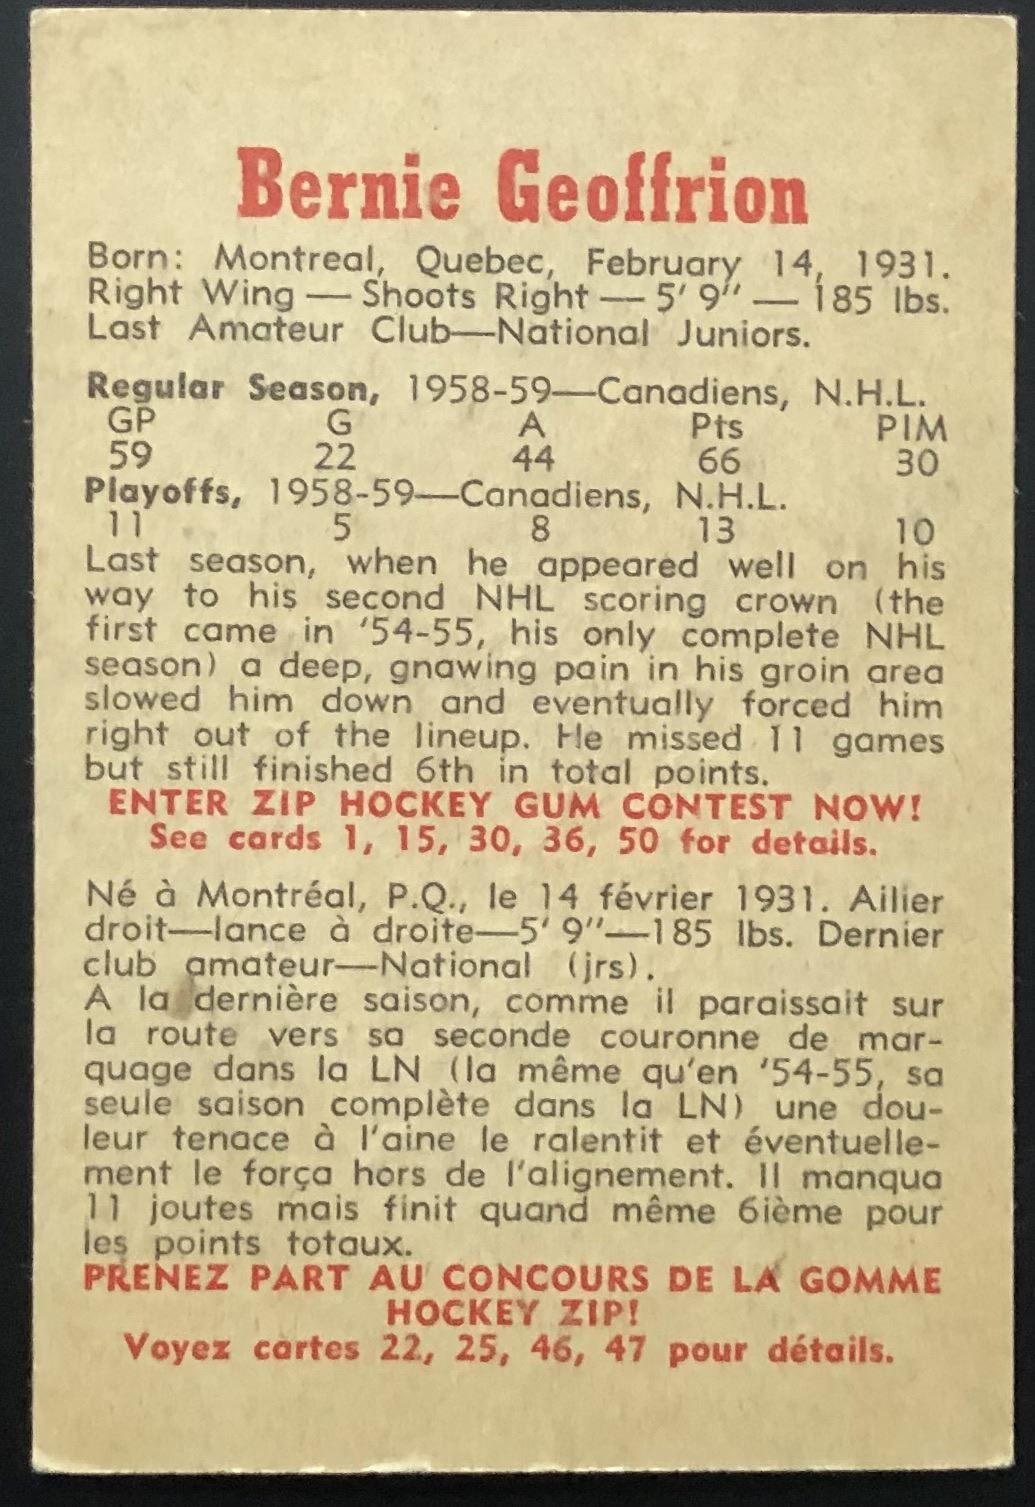 Bernie Geoffrion
Born: Montreal, Quebec, February 14, 1931.
Right Wing — Shoots Right — 5' 9" — 185 lbs.
Last Amateur Club—National Juniors.
Regular Season, 1958-59—Canadiens, N.H.L.
GP G A Pts PIM
59 22 44 66 30
Playoffs, 1958-59—Canadiens, N.H.L.
11 5 8 13 10
Last season, when he appeared well on his
way to his second NHL scoring crown (the
first came in '54-55, his only complete NHL
season) a deep, gnawing pain in his groin area
slowed him down and eventually forced him
right out of the lineup. He missed 11 games
but still finished 6th in total points.
ENTER ZIP HOCKEY GUM CONTEST NOW!
See cards 1, 15, 30, 36, 50 for details.
Né à Montréal, P.Q., le 14 février 1931. Ailier
droit—lance à droite—5' 9"—185 lbs. Dernier
club amateur—National (jrs).
A la dernière saison, comme il paraissait sur
la route vers sa seconde couronne de mar-
quage dans la LN (la même qu'en '54-55, sa
seule saison complète dans la LN) une dou-
leur tenace à l'aine le ralentit et éventuelle-
ment le força hors de l'alignement. Il manqua
11 joutes mais finit quand même 6ième pour
les points totaux.
PRENEZ PART AU CONCOURS DE LA GOMME
HOCKEY ZIP!
Voyez cartes 22, 25, 46, 47 pour détails.